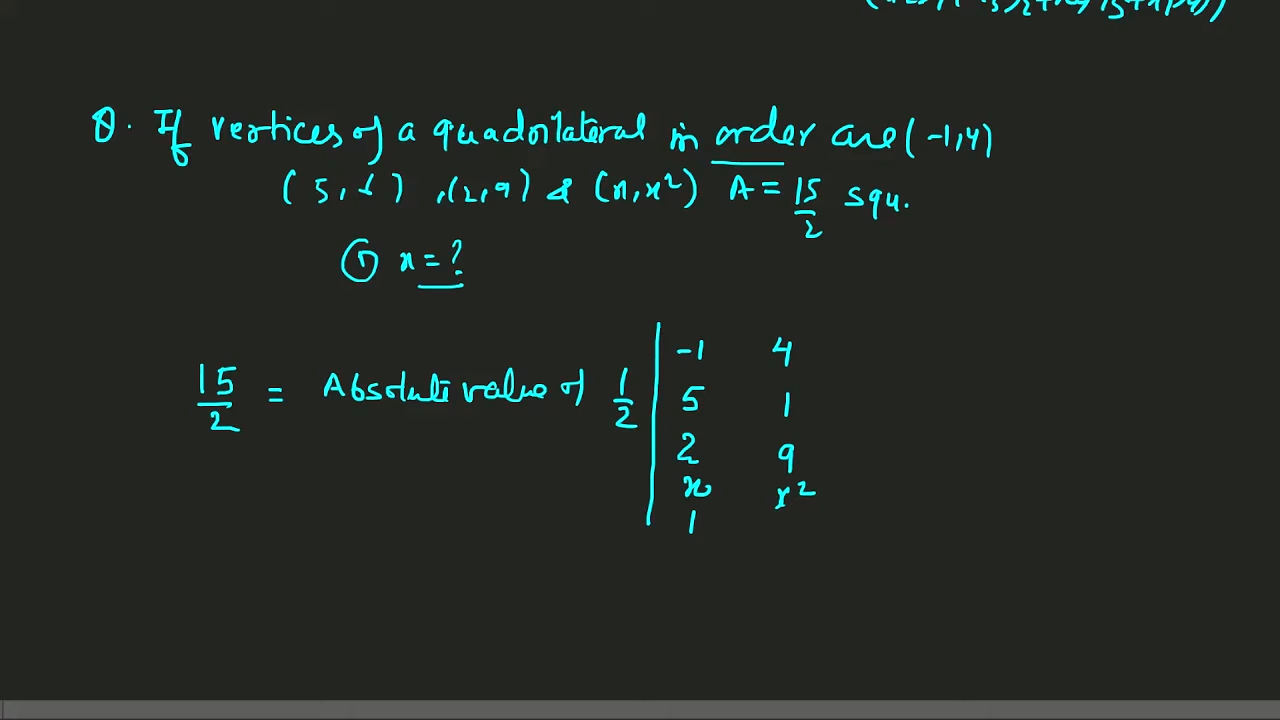 Q. If vertices of a quadrilateral in order are (-1,4)
(5,1), (2,9) & (x, x²) A = 15/2 squ.
① x = ?
15/2 = Absolute value of 1/2 | -1 4
5 1
2 9
x x²
1